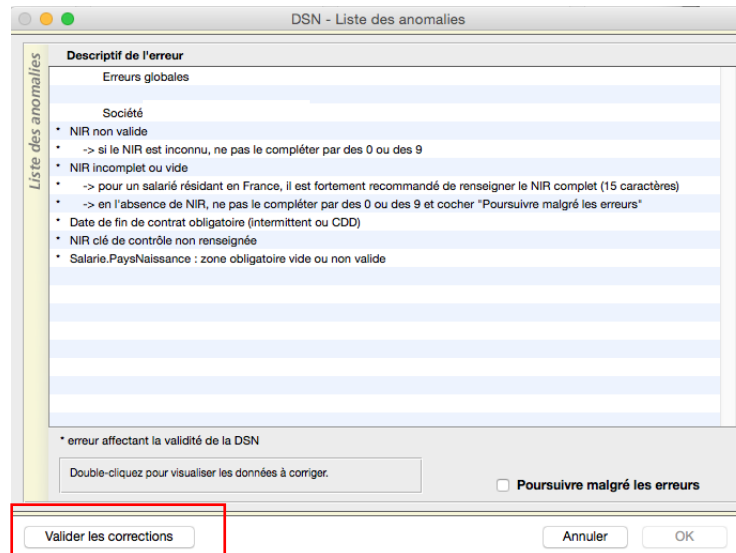 DSN - Liste des anomalies
Liste des anomalies
Descriptif de l'erreur
Erreurs globales
Société
* NIR non valide
* -> si le NIR est inconnu, ne pas le compléter par des 0 ou des 9
* NIR incomplet ou vide
* -> pour un salarié résidant en France, il est fortement recommandé de renseigner le NIR complet (15 caractères)
* -> en l'absence de NIR, ne pas le compléter par des 0 ou des 9 et cocher "Poursuivre malgré les erreurs"
* Date de fin de contrat obligatoire (intermittent ou CDD)
* NIR clé de contrôle non renseignée
* Salarie.PaysNaissance : zone obligatoire vide ou non valide
* erreur affectant la validité de la DSN
Double-cliquez pour visualiser les données à corriger.
Poursuivre malgré les erreurs
Valider les corrections
Annuler
OK